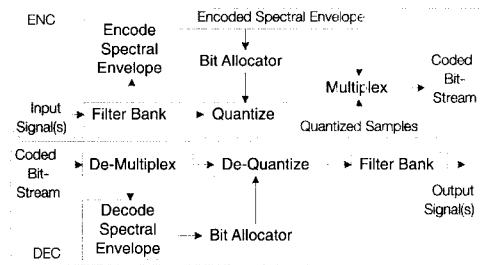 ENC
Encoded Spectral Envelope
Encode
Spectral
Envelope
Bit Allocator
Multiplex
Coded
Bit-
Stream
Input
Signal(s)
Filter Bank
Quantize
Quantized Samples
Coded
Bit-
Stream
De-Multiplex
De-Quantize
Filter Bank
Output
Signal(s)
Decode
Spectral
Envelope
Bit Allocator
DEC